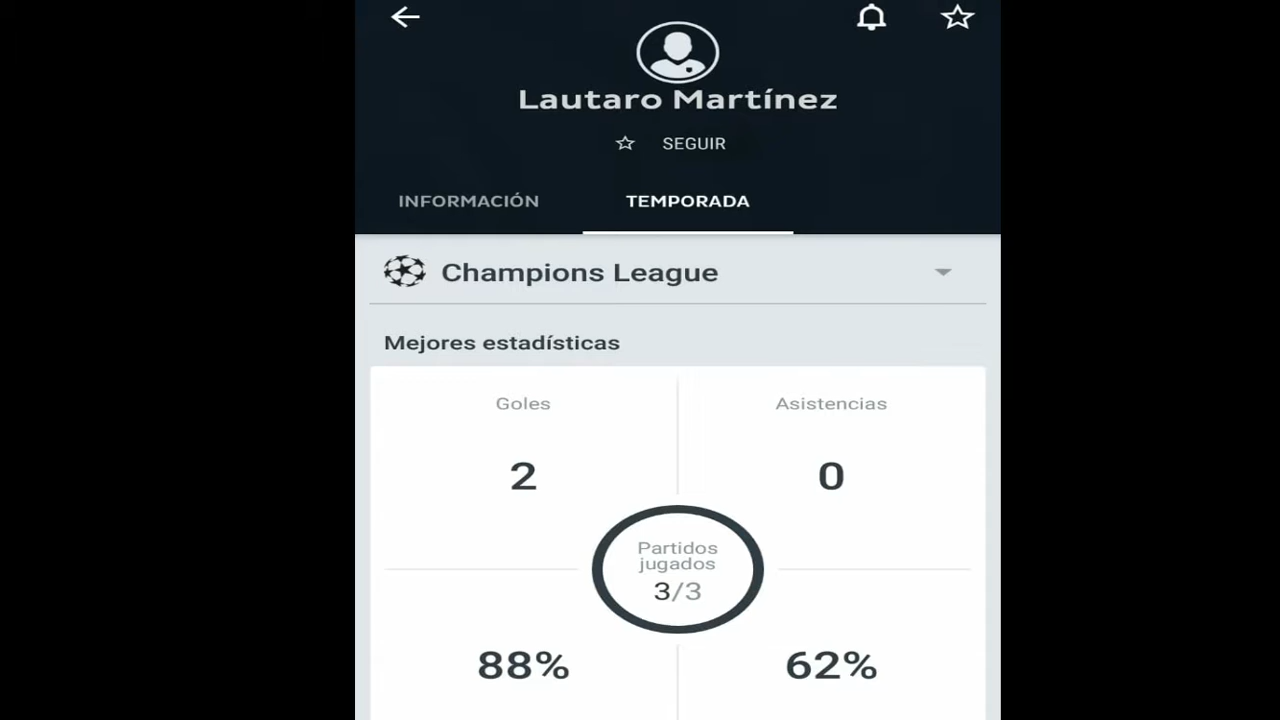 Lautaro Martínez
SEGUIR
INFORMACIÓN TEMPORADA
Champions League
Mejores estadísticas
Goles Asistencias
2 0
Partidos
jugados
3/3
88% 62%